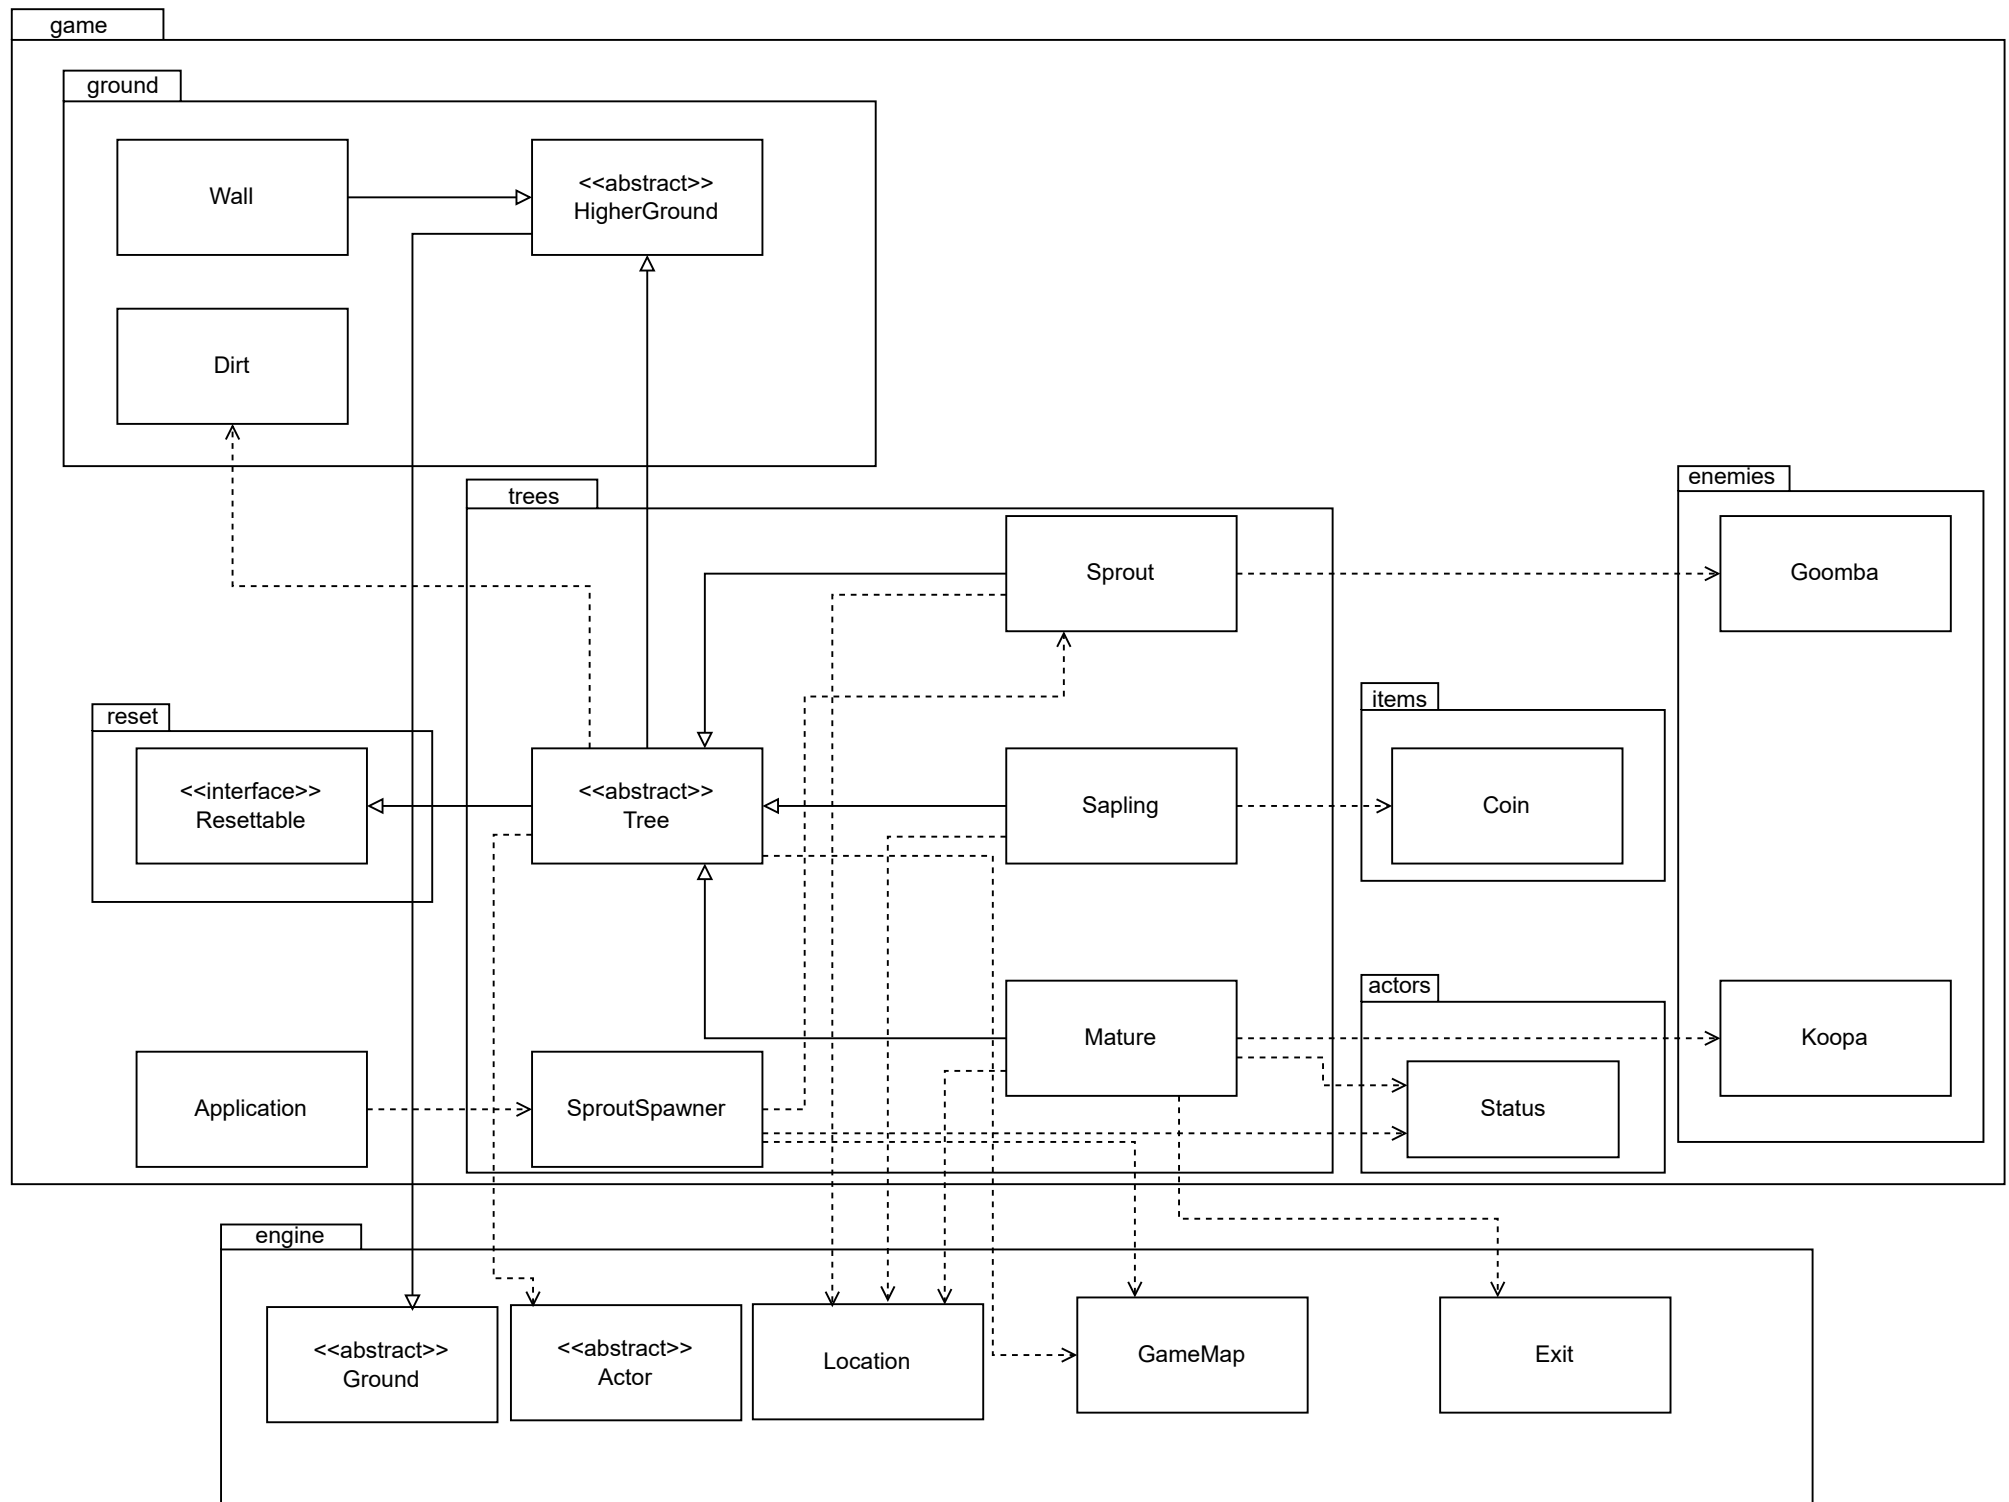 game
ground
Wall
<<abstract>>
HigherGround
Dirt
trees
enemies
Sprout
Goomba
reset
items
<<interface>>
Resettable
<<abstract>>
Tree
Sapling
Coin
actors
Mature
Koopa
Application
SproutSpawner
Status
engine
<<abstract>>
Ground
<<abstract>>
Actor
Location
GameMap
Exit